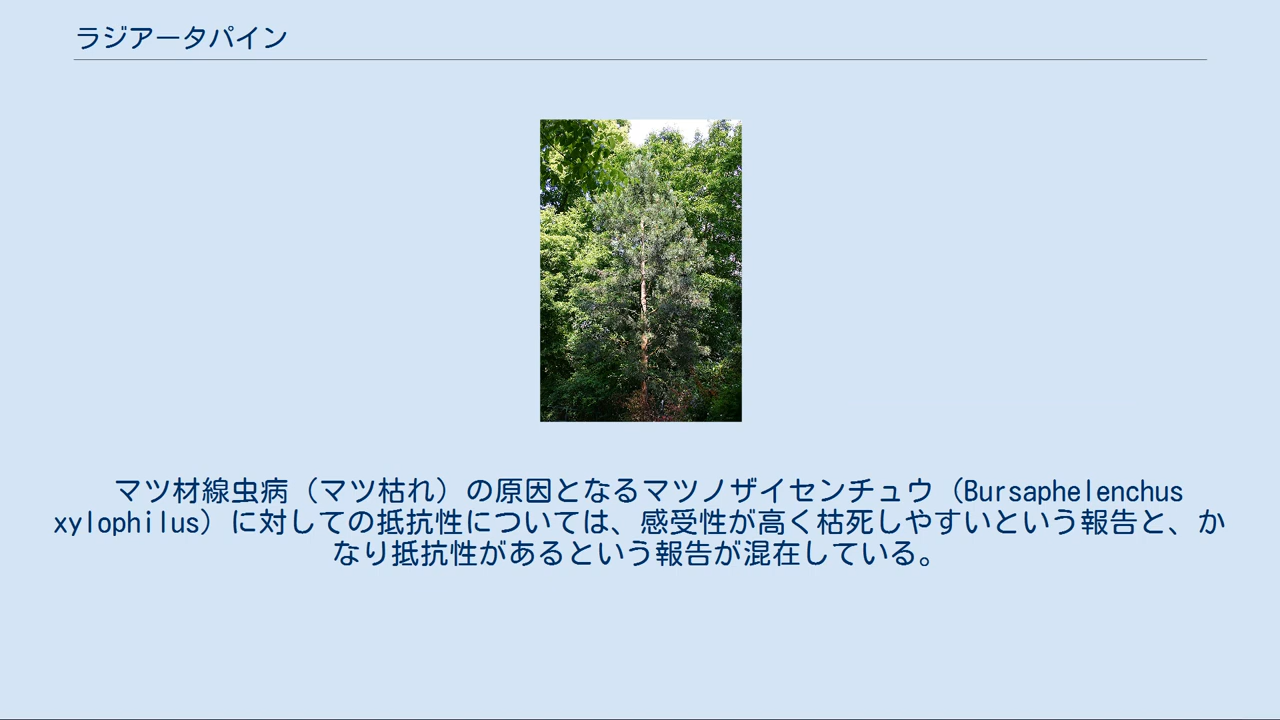 ラジアータパイン
マツ材線虫病（マツ枯れ）の原因となるマツノザイセンチュウ（Bursaphelenchus
xylophilus）に対しての抵抗性については、感受性が高く枯死しやすいという報告と、か
なり抵抗性があるという報告が混在している。